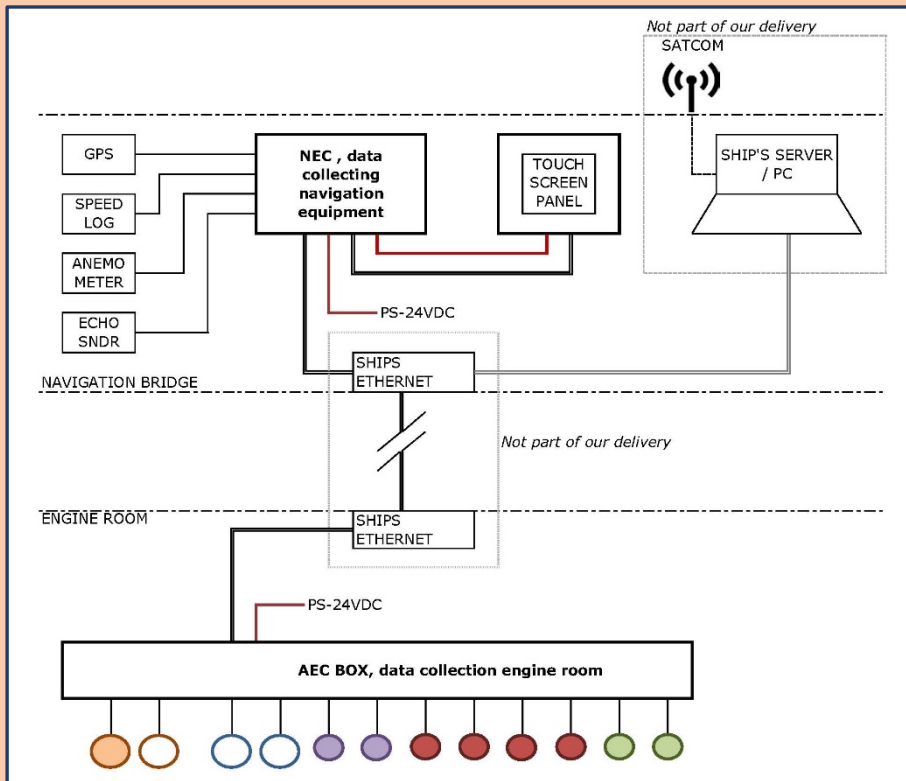 Not part of our delivery
SATCOM
GPS
SPEED
LOG
ANEMO
METER
ECHO
SNDR
NEC , data
collecting
navigation
equipment
TOUCH
SCREEN
PANEL
SHIP'S SERVER
/ PC
PS-24VDC
SHIPS
ETHERNET
NAVIGATION BRIDGE
Not part of our delivery
ENGINE ROOM
SHIPS
ETHERNET
PS-24VDC
AEC BOX, data collection engine room